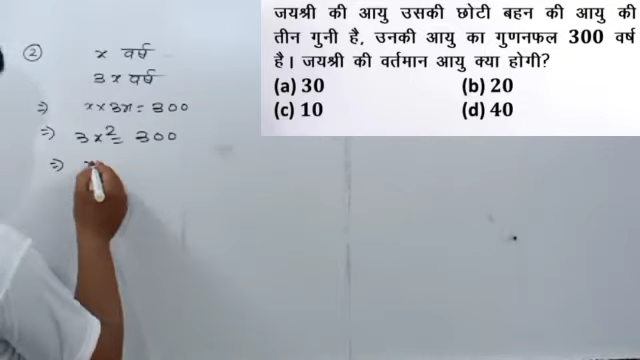 जयश्री की आयु उसकी छोटी बहन की आयु की
तीन गुनी है, उनकी आयु का गुणनफल 300 वर्ष
है। जयश्री की वर्तमान आयु क्या होगी?
(a) 30 (b) 20
(c) 10 (d) 40
② x वर्ष
3x वर्ष
⇒ x × 3x = 300
⇒ 3x² = 300
⇒ x